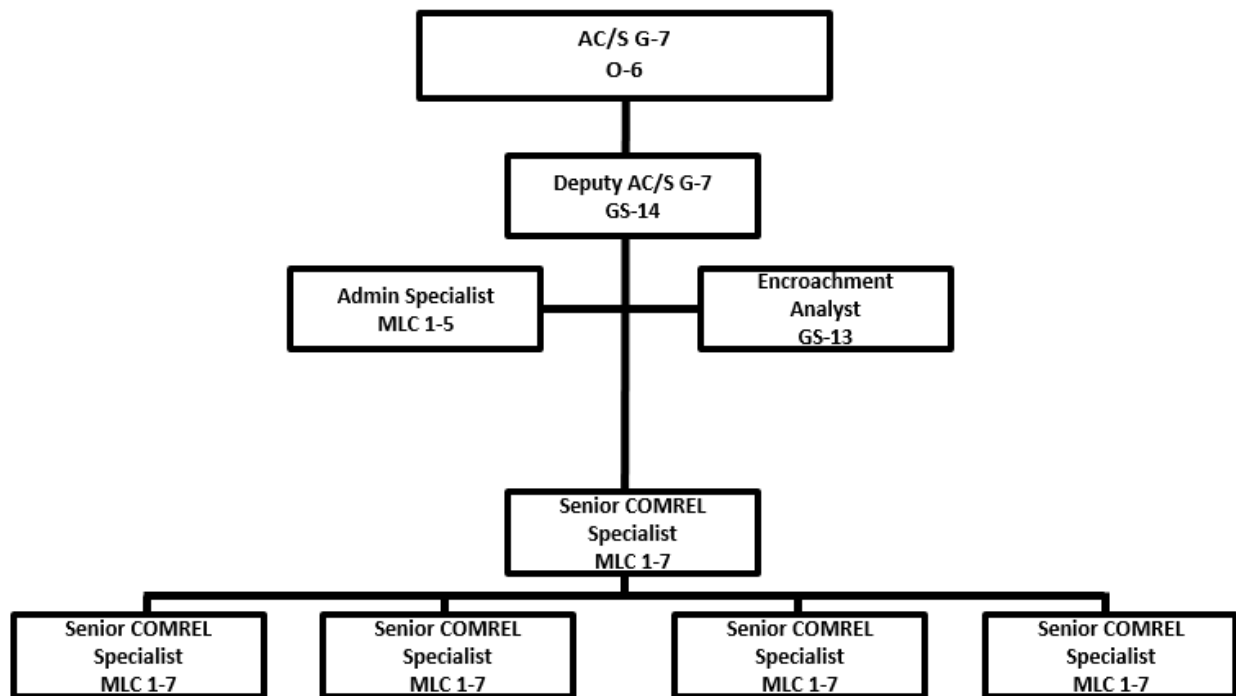 AC/S G-7
O-6
Deputy AC/S G-7
GS-14
Admin Specialist
MLC 1-5
Encroachment
Analyst
GS-13
Senior COMREL
Specialist
MLC 1-7
Senior COMREL
Specialist
MLC 1-7
Senior COMREL
Specialist
MLC 1-7
Senior COMREL
Specialist
MLC 1-7
Senior COMREL
Specialist
MLC 1-7